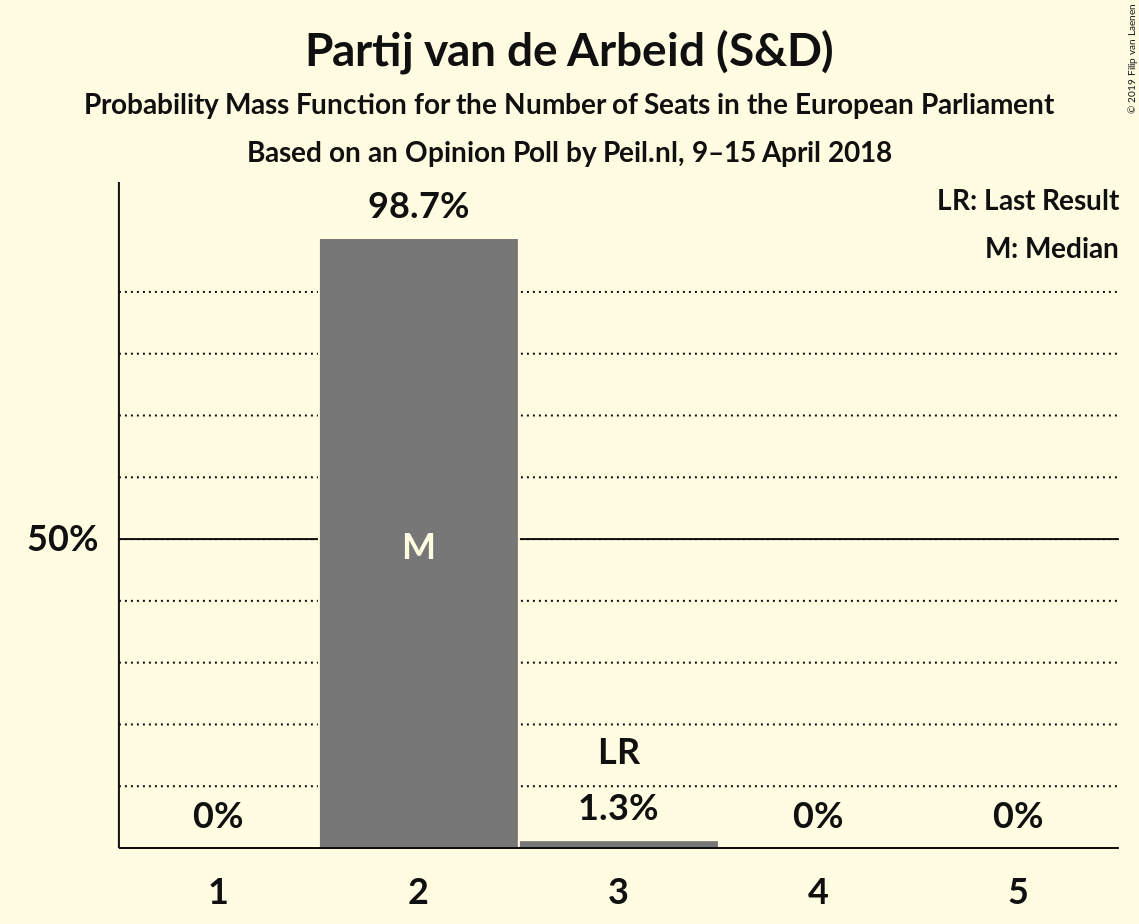 Partij van de Arbeid (S&D)
Probability Mass Function for the Number of Seats in the European Parliament
Based on an Opinion Poll by Peil.nl, 9–15 April 2018
© 2019 Filip van Laenen
98.7%
LR: Last Result
M: Median
50%
M
LR
0%
1.3%
0%
0%
1
2
3
4
5